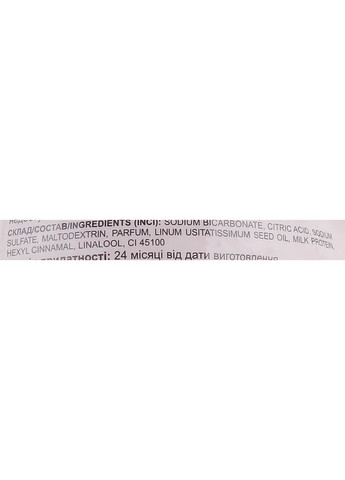 СКЛАД/СОСТАВ/INGREDIENTS (INCI): SODIUM BICARBONATE, CITRIC ACID, SODIUM
SULFATE, MALTODEXTRIN, PARFUM, LINUM USITATISSIMUM SEED OIL, MILK PROTEIN,
HEXYL CINNAMAL, LINALOOL, CI 45100
придатності: 24 місяці від дати виготовлення